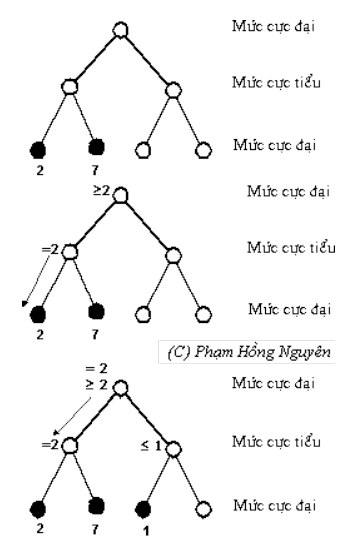 Mức cực đại
Mức cực tiểu
Mức cực đại
2 7
≥2 Mức cực đại
=2 Mức cực tiểu
Mức cực đại
2 7
(C) Phạm Hồng Nguyên
= 2
≥ 2 Mức cực đại
=2 ≤ 1 Mức cực tiểu
Mức cực đại
2 7 1